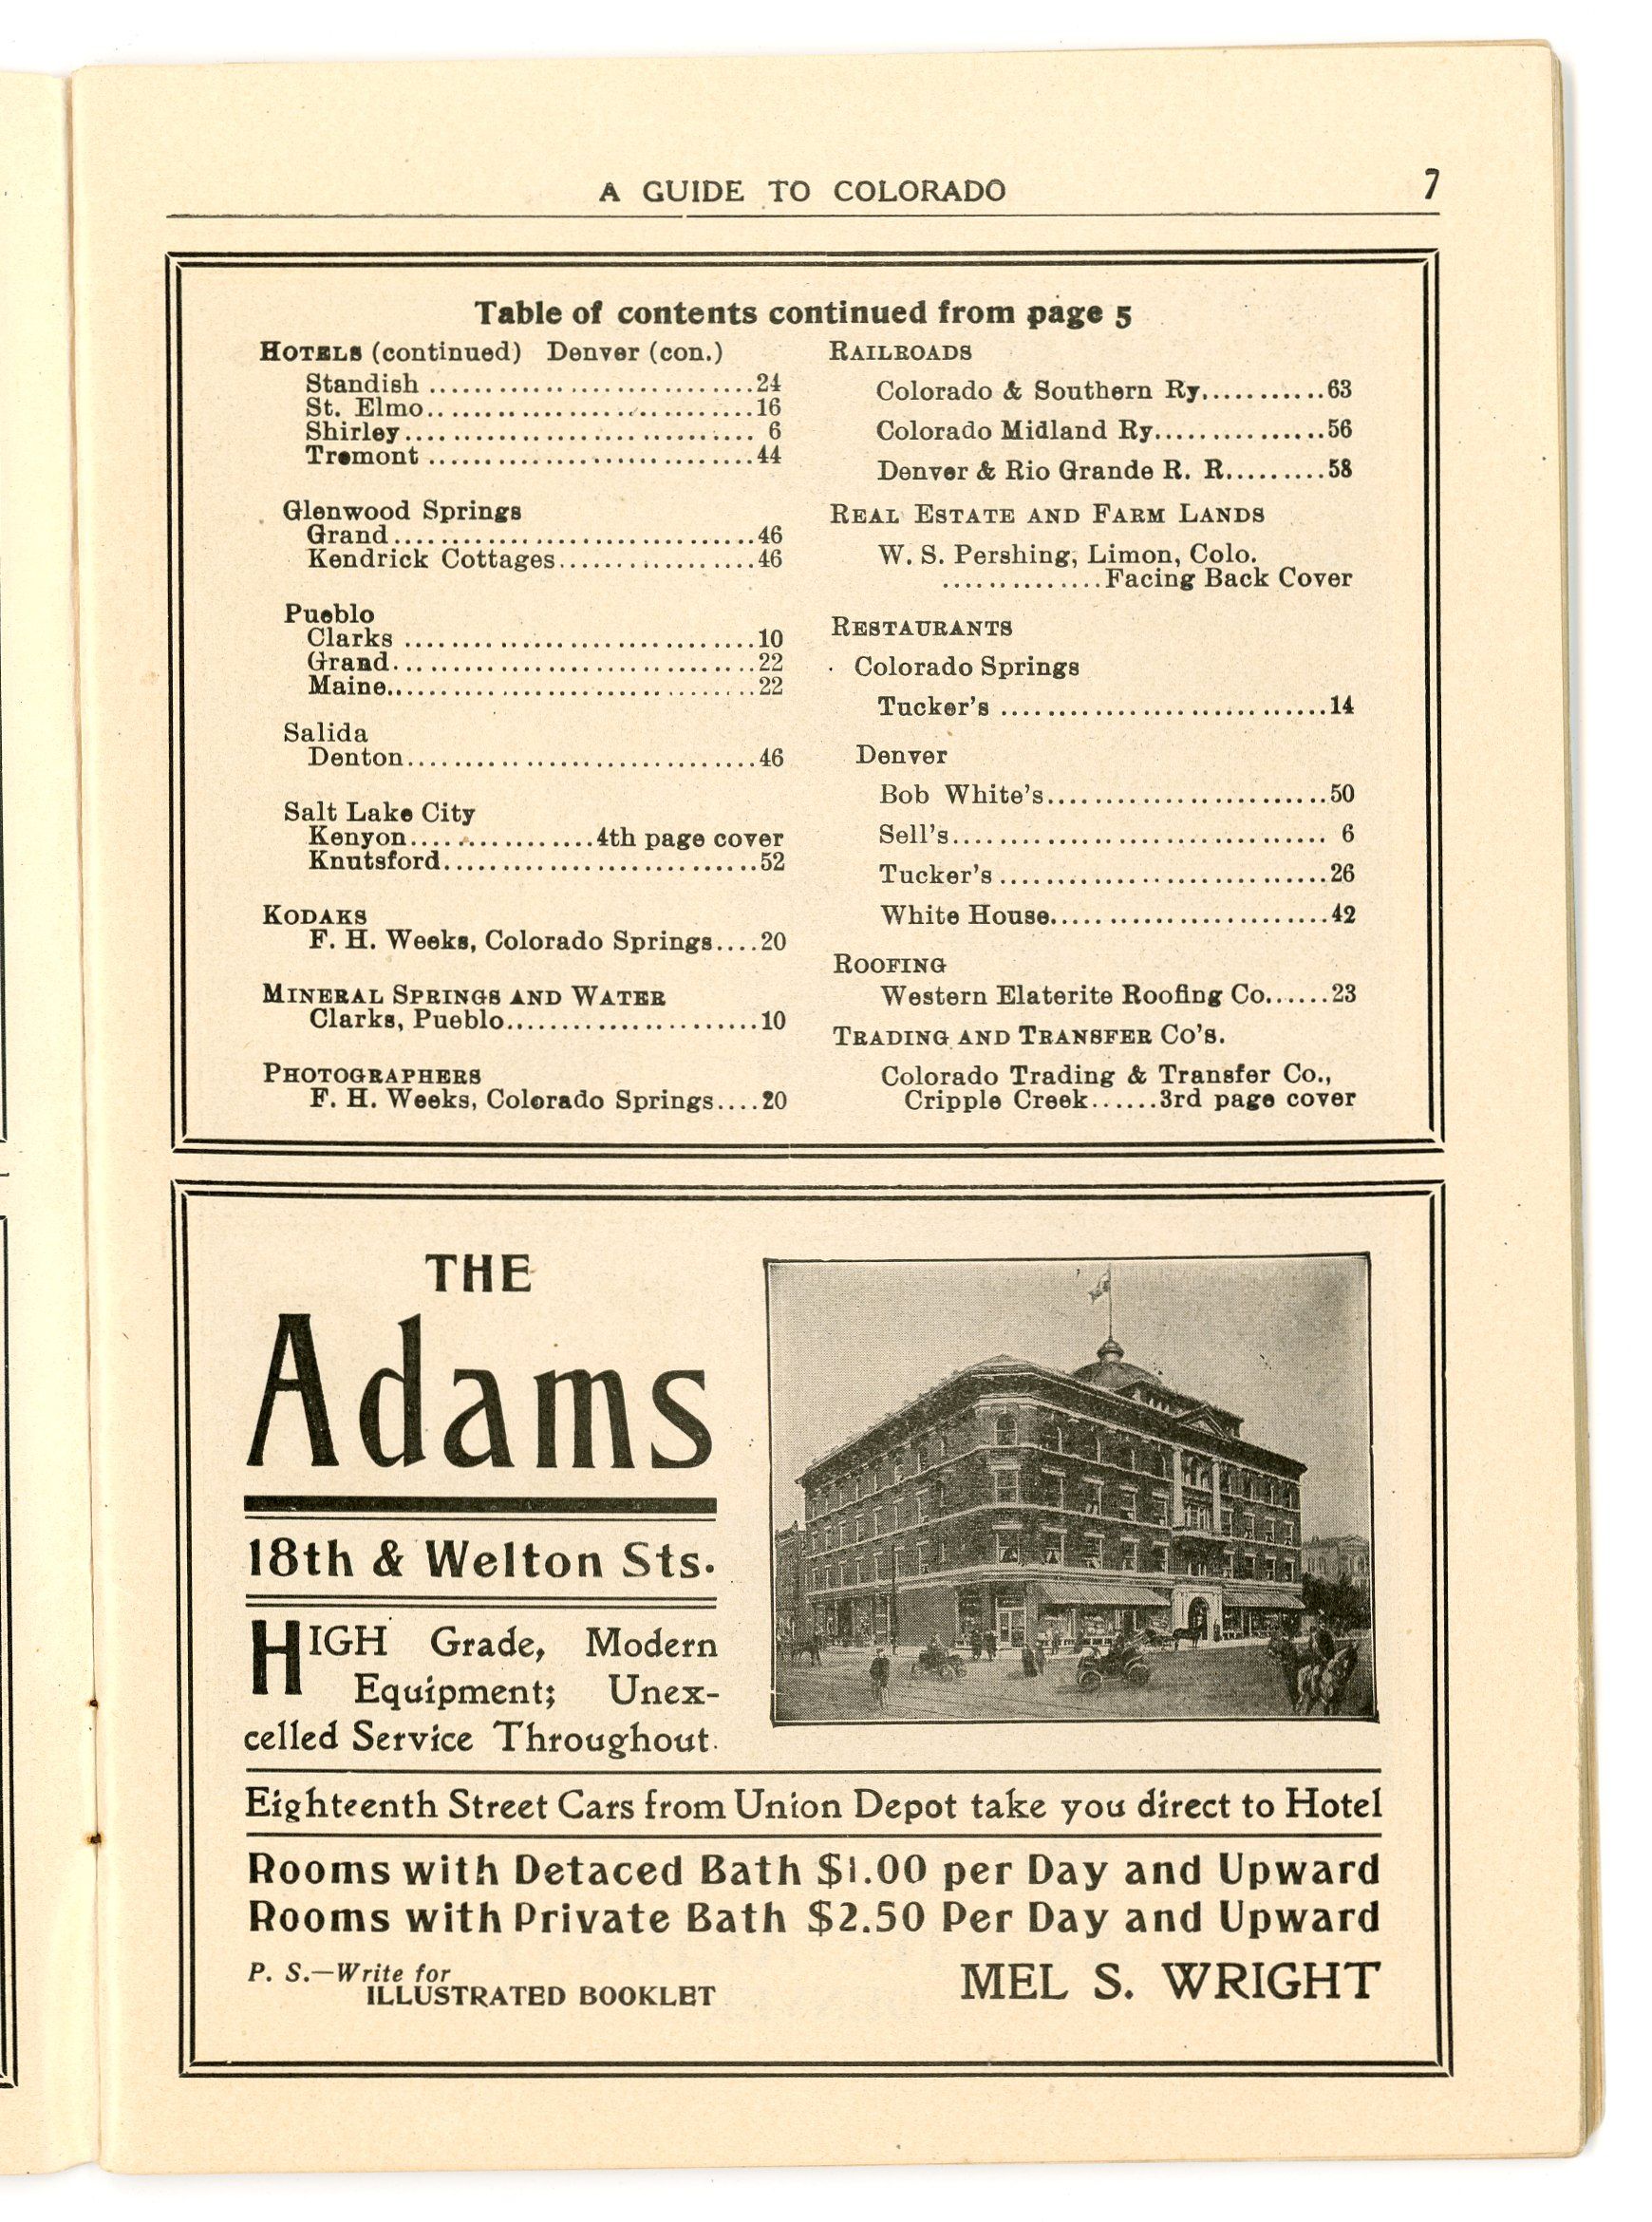 A GUIDE TO COLORADO 7
Table of contents continued from page 5
HOTELS (continued) Denver (con.)
Standish ............................24
St. Elmo............................16
Shirley.............................. 6
Tremont ............................44
Glenwood Springs
Grand...............................46
Kendrick Cottages.................46
Pueblo
Clarks ..............................10
Grand...............................22
Maine...............................22
Salida
Denton..............................46
Salt Lake City
Kenyon................4th page cover
Knutsford...........................52
KODAKS
F. H. Weeks, Colorado Springs....20
MINERAL SPRINGS AND WATER
Clarks, Pueblo......................10
PHOTOGRAPHERS
F. H. Weeks, Colorado Springs....20
RAILROADS
Colorado & Southern Ry...........63
Colorado Midland Ry...............56
Denver & Rio Grande R. R.........58
REAL ESTATE AND FARM LANDS
W. S. Pershing, Limon, Colo.
..............Facing Back Cover
RESTAURANTS
Colorado Springs
Tucker's ............................14
Denver
Bob White's........................50
Sell's................................ 6
Tucker's ............................26
White House........................42
ROOFING
Western Elaterite Roofing Co......23
TRADING AND TRANSFER CO'S.
Colorado Trading & Transfer Co.,
Cripple Creek......3rd page cover
THE
Adams
18th & Welton Sts.
HIGH Grade, Modern
Equipment; Unex-
celled Service Throughout.
Eighteenth Street Cars from Union Depot take you direct to Hotel
Rooms with Detaced Bath $1.00 per Day and Upward
Rooms with Private Bath $2.50 Per Day and Upward
P. S.—Write for
ILLUSTRATED BOOKLET
MEL S. WRIGHT